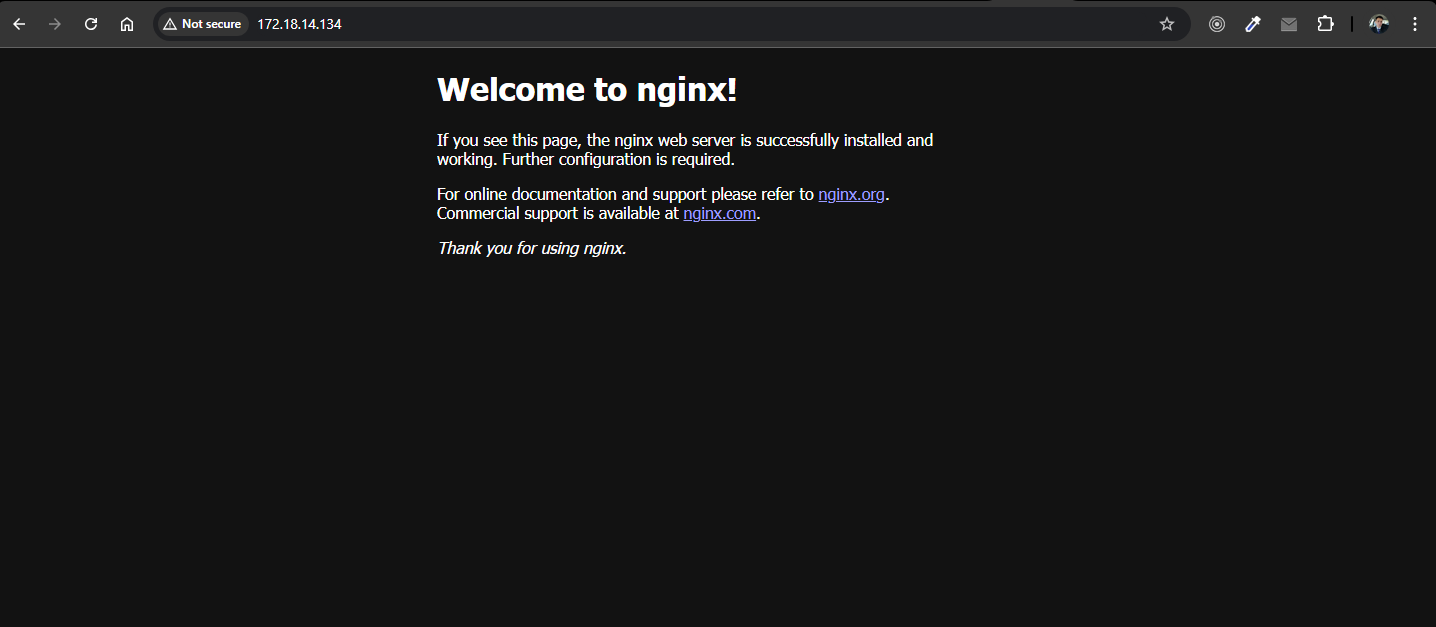 Not secure 172.18.14.134
Welcome to nginx!
If you see this page, the nginx web server is successfully installed and
working. Further configuration is required.
For online documentation and support please refer to nginx.org.
Commercial support is available at nginx.com.
Thank you for using nginx.